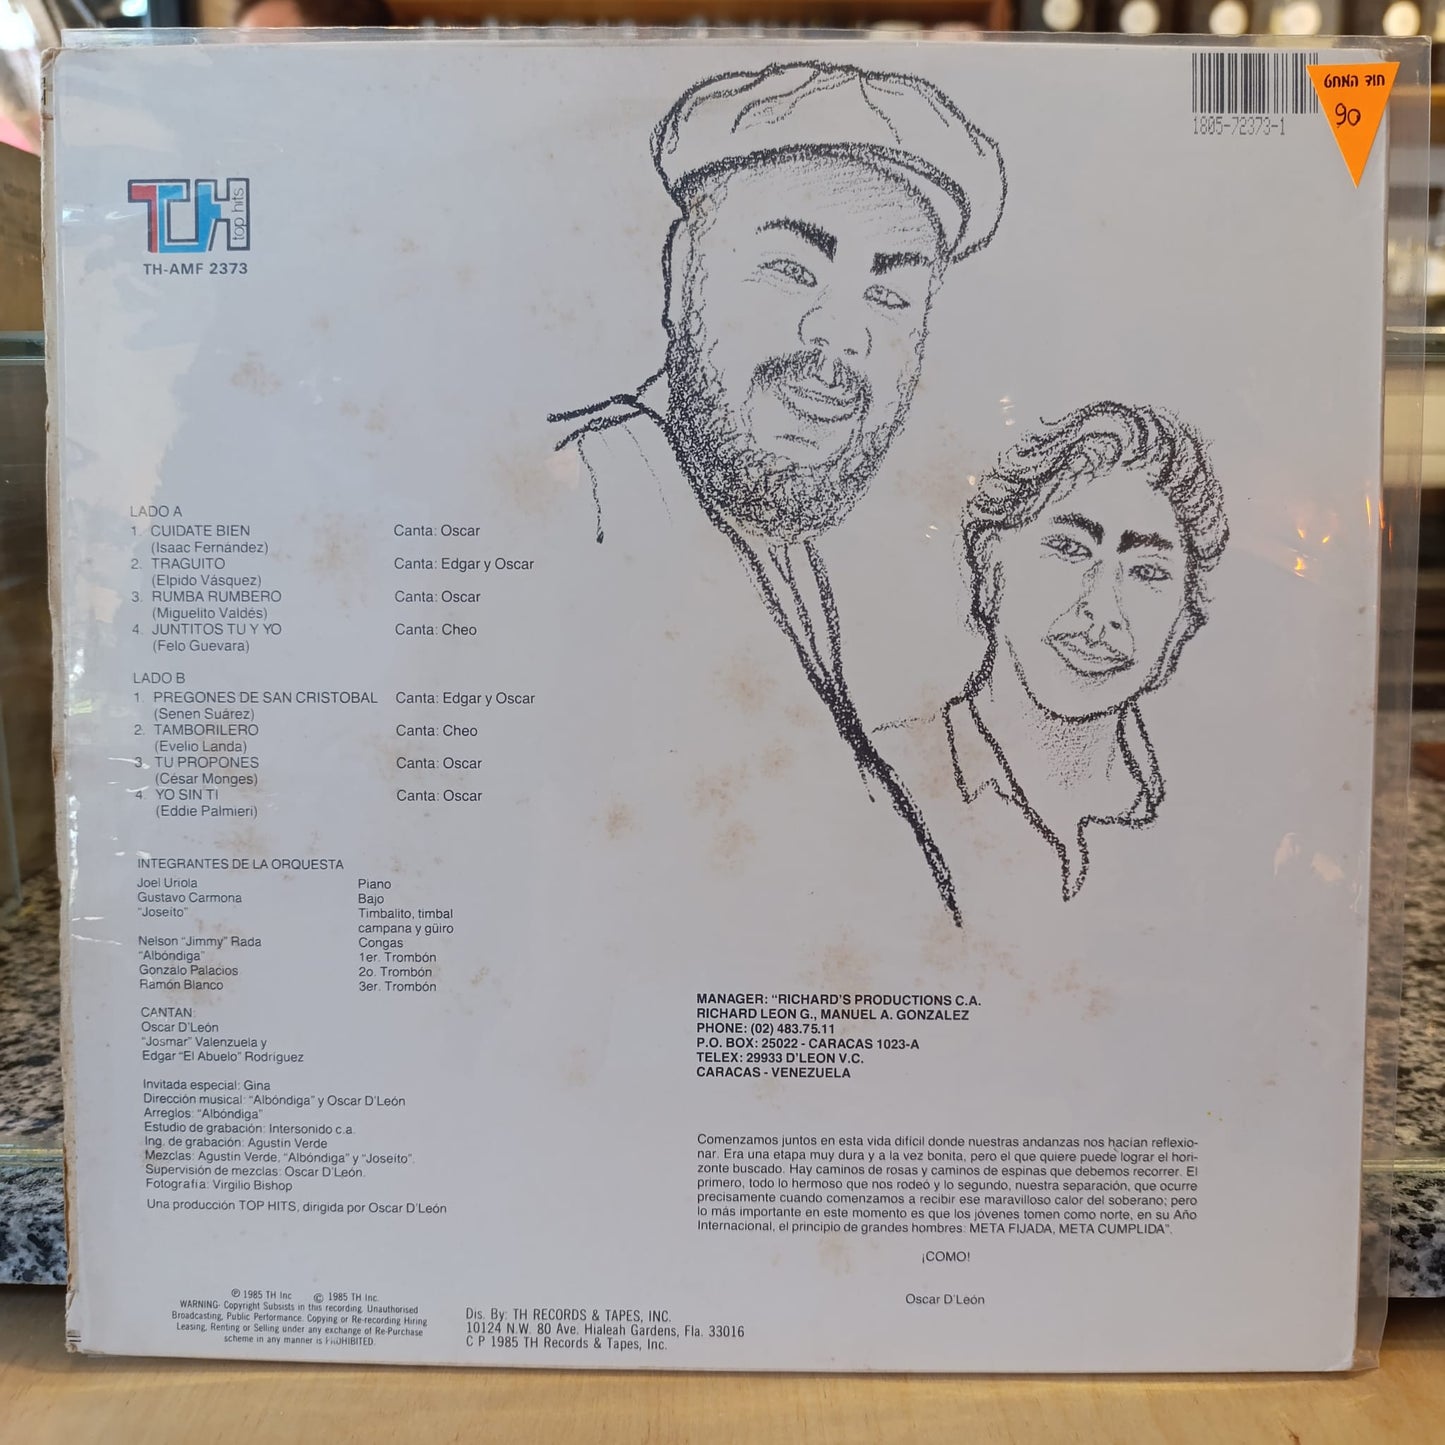 1805-72373-1
חוד המחט
90
TH top hits
TH-AMF 2373
LADO A
1. CUIDATE BIEN Canta: Oscar
(Isaac Fernández)
2. TRAGUITO Canta: Edgar y Oscar
(Elpido Vásquez)
3. RUMBA RUMBERO Canta: Oscar
(Miguelito Valdés)
4. JUNTITOS TU Y YO Canta: Cheo
(Felo Guevara)
LADO B
1. PREGONES DE SAN CRISTOBAL Canta: Edgar y Oscar
(Senen Suárez)
2. TAMBORILERO Canta: Cheo
(Evelio Landa)
3. TU PROPONES Canta: Oscar
(César Monges)
4. YO SIN TI Canta: Oscar
(Eddie Palmieri)
INTEGRANTES DE LA ORQUESTA
Joel Uriola Piano
Gustavo Carmona Bajo
"Joseito" Timbalito, timbal
campana y güiro
Nelson "Jimmy" Rada Congas
"Albóndiga" 1er. Trombón
Gonzalo Palacios 2o. Trombón
Ramón Blanco 3er. Trombón
CANTAN:
Oscar D'León
"Josmar" Valenzuela y
Edgar "El Abuelo" Rodríguez
Invitada especial: Gina
Dirección musical: "Albóndiga" y Oscar D'León
Arreglos: "Albóndiga"
Estudio de grabación: Intersonido c.a.
Ing. de grabación: Agustin Verde
Mezclas: Agustin Verde, "Albóndiga" y "Joseito".
Supervisión de mezclas: Oscar D'León.
Fotografía: Virgilio Bishop
Una producción TOP HITS, dirigida por Oscar D'León
MANAGER: "RICHARD'S PRODUCTIONS C.A.
RICHARD LEON G., MANUEL A. GONZALEZ
PHONE: (02) 483.75.11
P.O. BOX: 25022 - CARACAS 1023-A
TELEX: 29933 D'LEON V.C.
CARACAS - VENEZUELA
Comenzamos juntos en esta vida difícil donde nuestras andanzas nos hacían reflexio-
nar. Era una etapa muy dura y a la vez bonita, pero el que quiere puede lograr el hori-
zonte buscado. Hay caminos de rosas y caminos de espinas que debemos recorrer. El
primero, todo lo hermoso que nos rodeó y lo segundo, nuestra separación, que ocurre
precisamente cuando comenzamos a recibir ese maravilloso calor del soberano; pero
lo más importante en este momento es que los jóvenes tomen como norte, en su Año
Internacional, el principio de grandes hombres: META FIJADA, META CUMPLIDA".
¡COMO!
Oscar D'León
℗ 1985 TH Inc © 1985 TH Inc.
WARNING: Copyright Subsists in this recording. Unauthorised
Broadcasting, Public Performance. Copying or Re-recording Hiring
Leasing, Renting or Selling under any exchange of Re-Purchase
scheme in any manner is PROHIBITED.
Dis. By: TH RECORDS & TAPES, INC.
10124 N.W. 80 Ave. Hialeah Gardens, Fla. 33016
C P 1985 TH Records & Tapes, Inc.